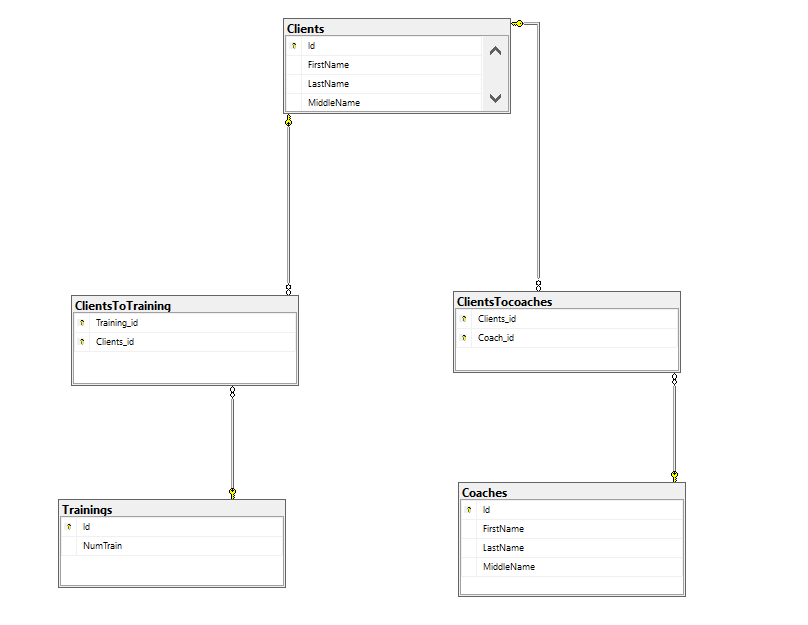 Clients
Id
FirstName
LastName
MiddleName
ClientsToTraining
Training_id
Clients_id
ClientsTocoaches
Clients_id
Coach_id
Trainings
Id
NumTrain
Coaches
Id
FirstName
LastName
MiddleName